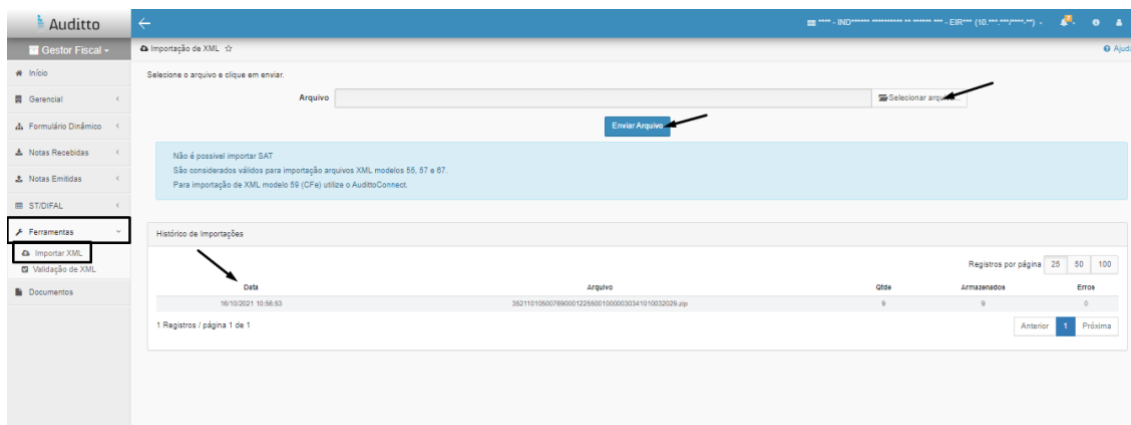 Auditto
**** - IND****** ********** ** ****** *** - EIR*** (10.***.***/****-**)
Gestor Fiscal
Importação de XML
Ajuda
Início
Selecione o arquivo e clique em enviar.
Gerencial
Arquivo
Selecionar arquivo...
Formulário Dinâmico
Enviar Arquivo
Notas Recebidas
Não é possivel importar SAT
São considerados válidos para importação arquivos XML modelos 55, 57 e 67.
Notas Emitidas
Para importação de XML modelo 59 (CFe) utilize o AudittoConnect.
ST/DIFAL
Ferramentas
Histórico de Importações
Importar XML
Validação de XML
Registros por página 25 50 100
Documentos
Data Arquivo Qtde Armazenados Erros
16/10/2021 10:56:53 9 9 0
1 Registros / página 1 de 1
Anterior 1 Próxima